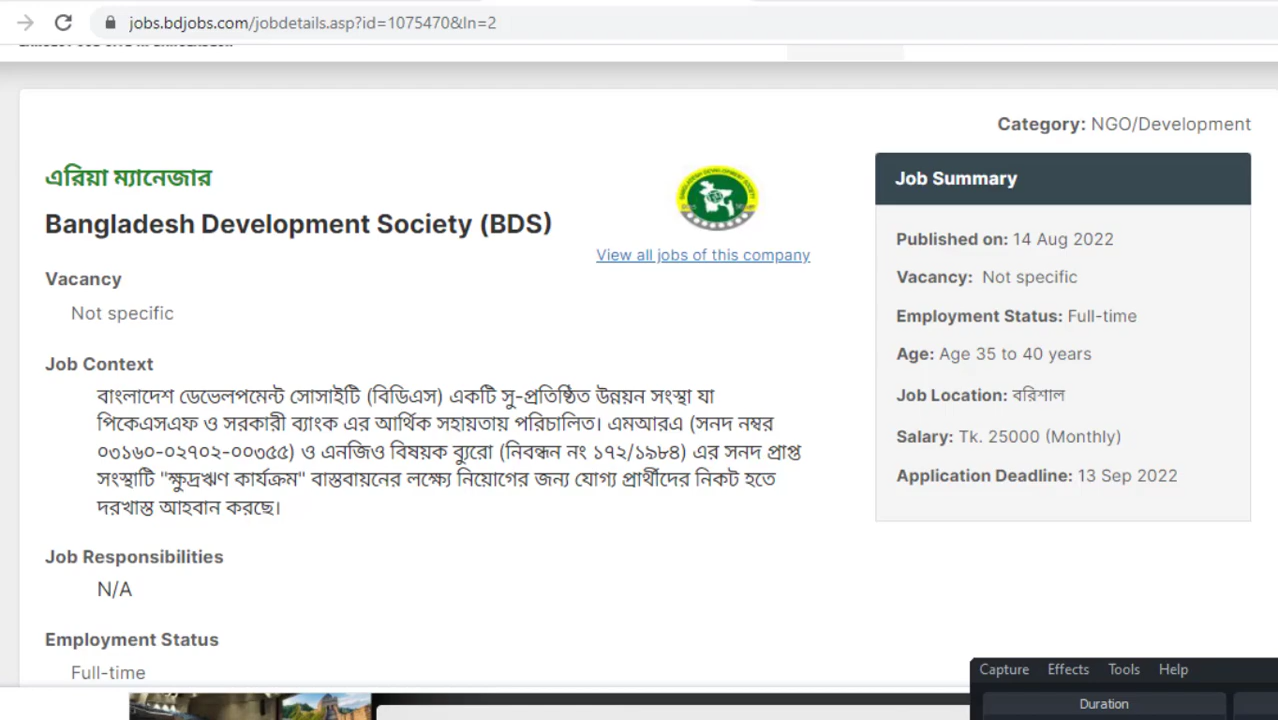 jobs.bdjobs.com/jobdetails.asp?id=1075470&ln=2
Category: NGO/Development
এরিয়া ম্যানেজার
Bangladesh Development Society (BDS)
View all jobs of this company
Vacancy
Not specific
Job Context
বাংলাদেশ ডেভেলপমেন্ট সোসাইটি (বিডিএস) একটি সু-প্রতিষ্ঠিত উন্নয়ন সংস্থা যা
পিকেএসএফ ও সরকারী ব্যাংক এর আর্থিক সহায়তায় পরিচালিত। এমআরএ (সনদ নম্বর
০৩১৬০-০২৭০২-০০৩৫৫) ও এনজিও বিষয়ক ব্যুরো (নিবন্ধন নং ১৭২/১৯৮৪) এর সনদ প্রাপ্ত
সংস্থাটি "ক্ষুদ্রঋণ কার্যক্রম" বাস্তবায়নের লক্ষ্যে নিয়োগের জন্য যোগ্য প্রার্থীদের নিকট হতে
দরখাস্ত আহবান করছে।
Job Responsibilities
N/A
Employment Status
Full-time
Job Summary
Published on: 14 Aug 2022
Vacancy: Not specific
Employment Status: Full-time
Age: Age 35 to 40 years
Job Location: বরিশাল
Salary: Tk. 25000 (Monthly)
Application Deadline: 13 Sep 2022
Capture Effects Tools Help
Duration